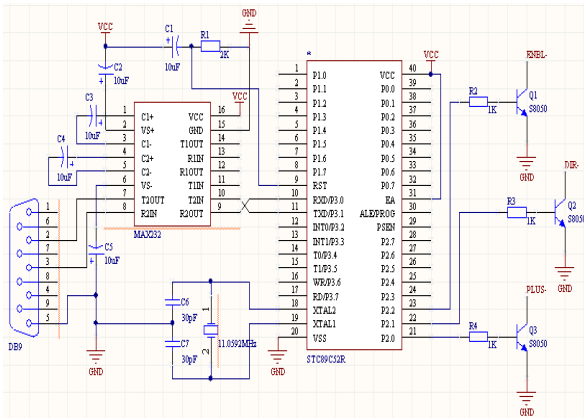 GND
VCC
C1
10uF
R1
2K
C2
10uF
VCC
C3
10uF
C4
10uF
1 C1+ VCC 16
2 VS+ GND 15
3 C1- T1OUT 14
4 C2+ R1IN 13
5 C2- R1OUT 12
6 VS- T1IN 11
7 T2OUT T2IN 10
8 R2IN R2OUT 9
MAX232
C5
10uF
1
6
2
7
3
8
4
9
5
DB9
GND
C6
30pF
C7
30pF
1
2
11.0592MHz
*
VCC
1 P1.0 VCC 40
2 P1.1 P0.0 39
3 P1.2 P0.1 38
4 P1.3 P0.2 37
5 P1.4 P0.3 36
6 P1.5 P0.4 35
7 P1.6 P0.5 34
8 P1.7 P0.6 33
9 RST P0.7 32
10 RXD/P3.0 EA 31
11 TXD/P3.1 ALE/PROG 30
12 INT0/P3.2 PSEN 29
13 INT1/P3.3 P2.7 28
14 T0/P3.4 P2.6 27
15 T1/P3.5 P2.5 26
16 WR/P3.6 P2.4 25
17 RD/P3.7 P2.3 24
18 XTAL2 P2.2 23
19 XTAL1 P2.1 22
20 VSS P2.0 21
STC89C52R
GND
ENBL-
R2
1K
Q1
S8050
GND
DIR-
R3
1K
Q2
S8050
GND
PLUS-
R4
1K
Q3
S8050
GND